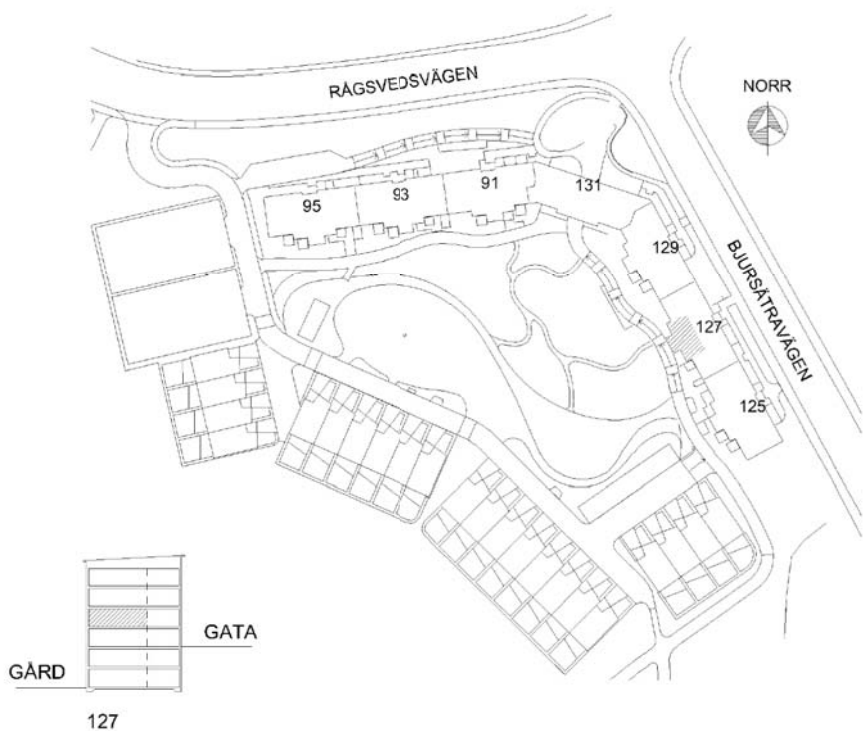 RÅGSVEDSVÄGEN
NORR
95
93
91
131
129
BJURSÄTRAVÄGEN
127
125
GATA
GÅRD
127